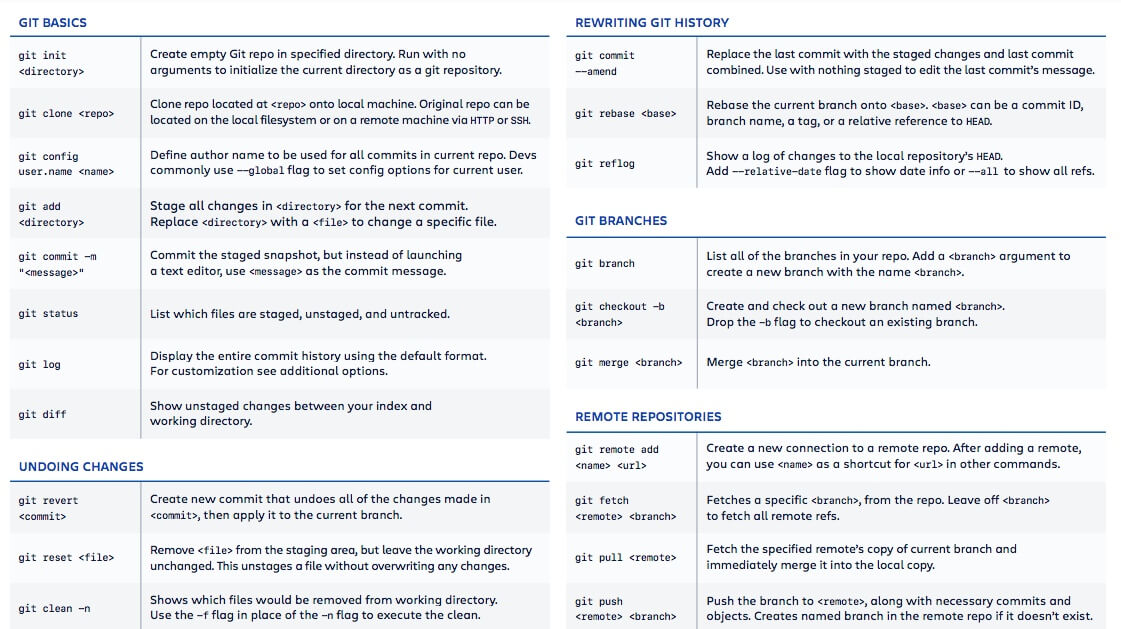 GIT BASICS
git init
<directory>
Create empty Git repo in specified directory. Run with no
arguments to initialize the current directory as a git repository.
git clone <repo>
Clone repo located at <repo> onto local machine. Original repo can be
located on the local filesystem or on a remote machine via HTTP or SSH.
git config
user.name <name>
Define author name to be used for all commits in current repo. Devs
commonly use --global flag to set config options for current user.
git add
<directory>
Stage all changes in <directory> for the next commit.
Replace <directory> with a <file> to change a specific file.
git commit -m
"<message>"
Commit the staged snapshot, but instead of launching
a text editor, use <message> as the commit message.
git status
List which files are staged, unstaged, and untracked.
git log
Display the entire commit history using the default format.
For customization see additional options.
git diff
Show unstaged changes between your index and
working directory.
UNDOING CHANGES
git revert
<commit>
Create new commit that undoes all of the changes made in
<commit>, then apply it to the current branch.
git reset <file>
Remove <file> from the staging area, but leave the working directory
unchanged. This unstages a file without overwriting any changes.
git clean -n
Shows which files would be removed from working directory.
Use the -f flag in place of the -n flag to execute the clean.
REWRITING GIT HISTORY
git commit
--amend
Replace the last commit with the staged changes and last commit
combined. Use with nothing staged to edit the last commit's message.
git rebase <base>
Rebase the current branch onto <base>. <base> can be a commit ID,
branch name, a tag, or a relative reference to HEAD.
git reflog
Show a log of changes to the local repository's HEAD.
Add --relative-date flag to show date info or --all to show all refs.
GIT BRANCHES
git branch
List all of the branches in your repo. Add a <branch> argument to
create a new branch with the name <branch>.
git checkout -b
<branch>
Create and check out a new branch named <branch>.
Drop the -b flag to checkout an existing branch.
git merge <branch>
Merge <branch> into the current branch.
REMOTE REPOSITORIES
git remote add
<name> <url>
Create a new connection to a remote repo. After adding a remote,
you can use <name> as a shortcut for <url> in other commands.
git fetch
<remote> <branch>
Fetches a specific <branch>, from the repo. Leave off <branch>
to fetch all remote refs.
git pull <remote>
Fetch the specified remote's copy of current branch and
immediately merge it into the local copy.
git push
<remote> <branch>
Push the branch to <remote>, along with necessary commits and
objects. Creates named branch in the remote repo if it doesn't exist.